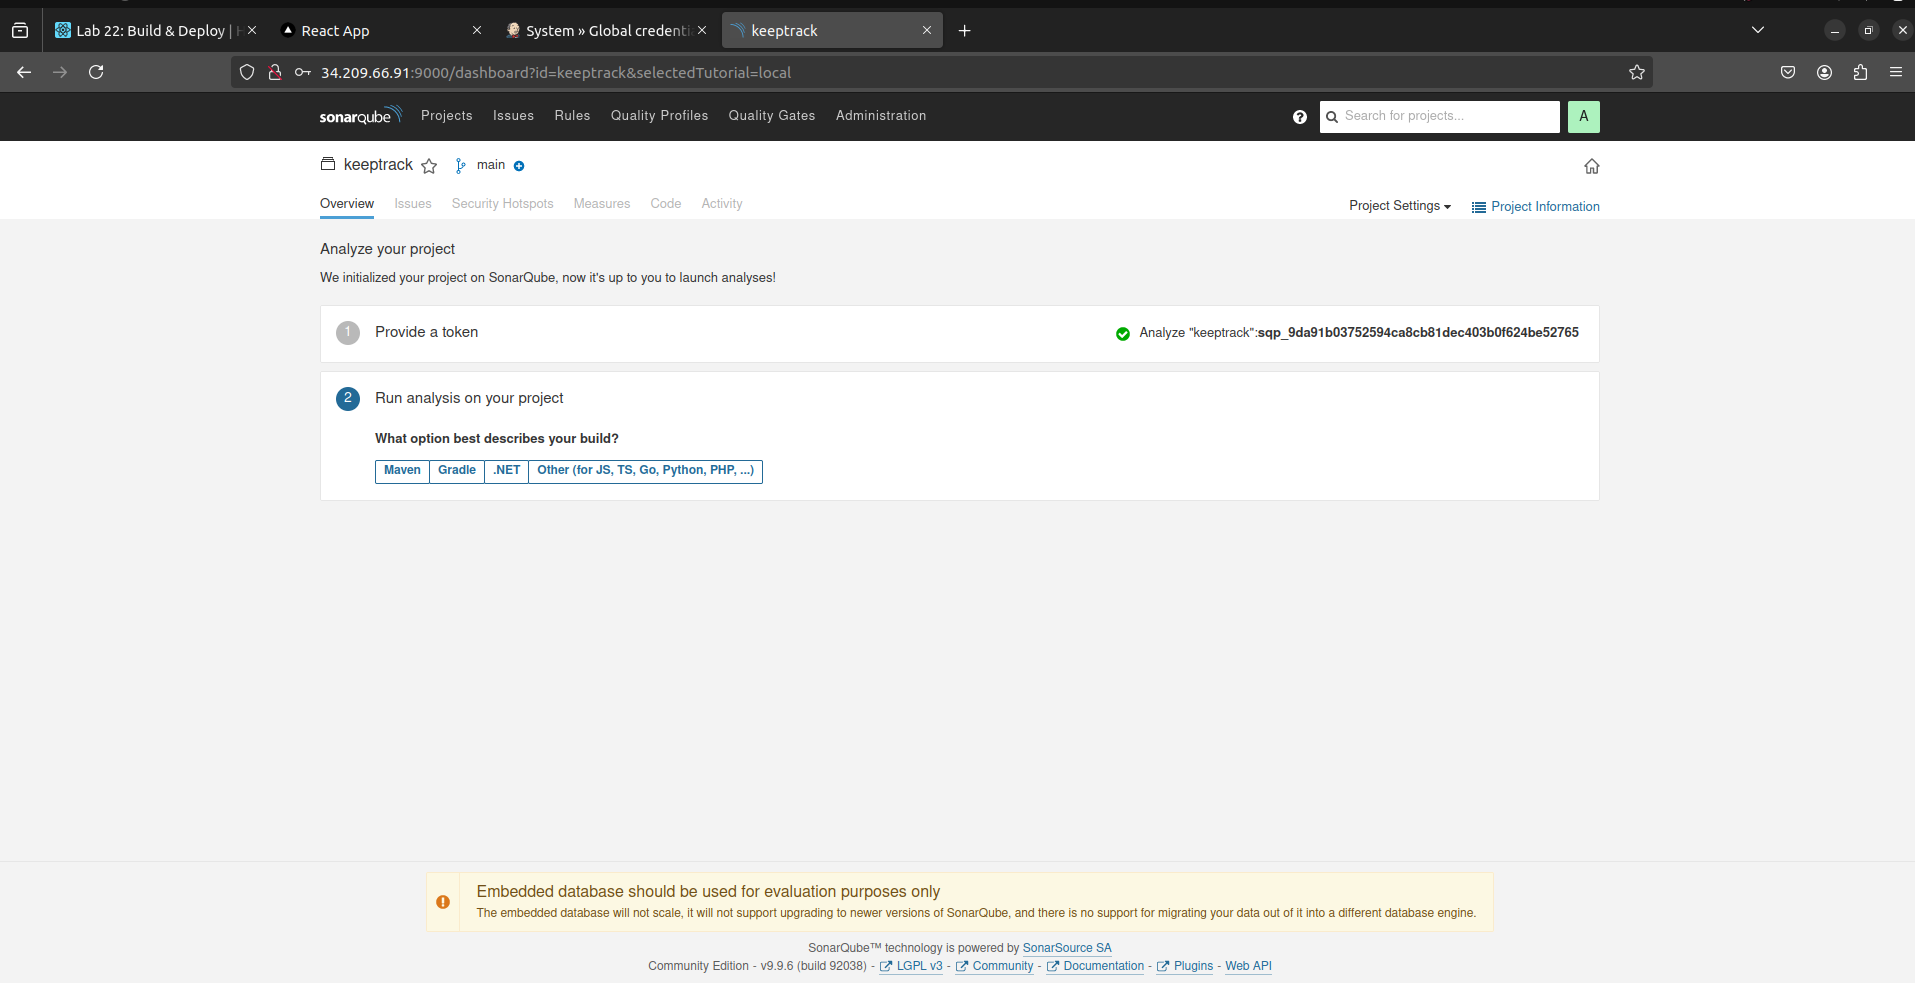 Lab 22: Build & Deploy |
React App
System » Global credenti
keeptrack
34.209.66.91:9000/dashboard?id=keeptrack&selectedTutorial=local
sonarqube Projects Issues Rules Quality Profiles Quality Gates Administration ? Search for projects... A
keeptrack main
Overview Issues Security Hotspots Measures Code Activity Project Settings Project Information
Analyze your project
We initialized your project on SonarQube, now it's up to you to launch analyses!
1 Provide a token Analyze "keeptrack":sqp_9da91b03752594ca8cb81dec403b0f624be52765
2 Run analysis on your project
What option best describes your build?
Maven Gradle .NET Other (for JS, TS, Go, Python, PHP, ...)
Embedded database should be used for evaluation purposes only
The embedded database will not scale, it will not support upgrading to newer versions of SonarQube, and there is no support for migrating your data out of it into a different database engine.
SonarQube™ technology is powered by SonarSource SA
Community Edition - v9.9.6 (build 92038) - LGPL v3 - Community - Documentation - Plugins - Web API